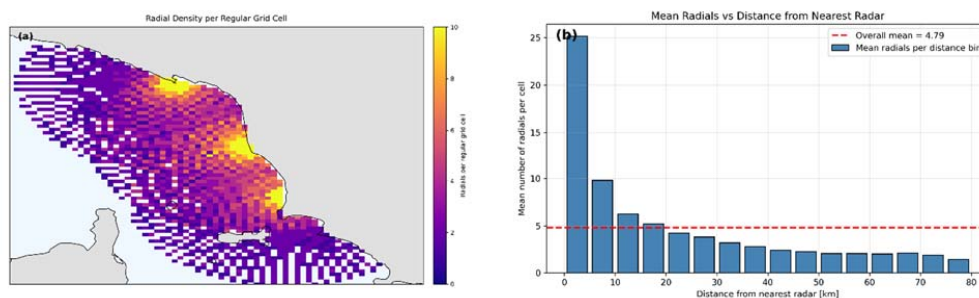 Radial Density per Regular Grid Cell
(a)
10
8
6
4
2
0
Radials per regular grid cell
Mean Radials vs Distance from Nearest Radar
(b)
Overall mean = 4.79
Mean radials per distance bin
25
20
15
10
5
0
Mean number of radials per cell
0 10 20 30 40 50 60 70 80
Distance from nearest radar [km]